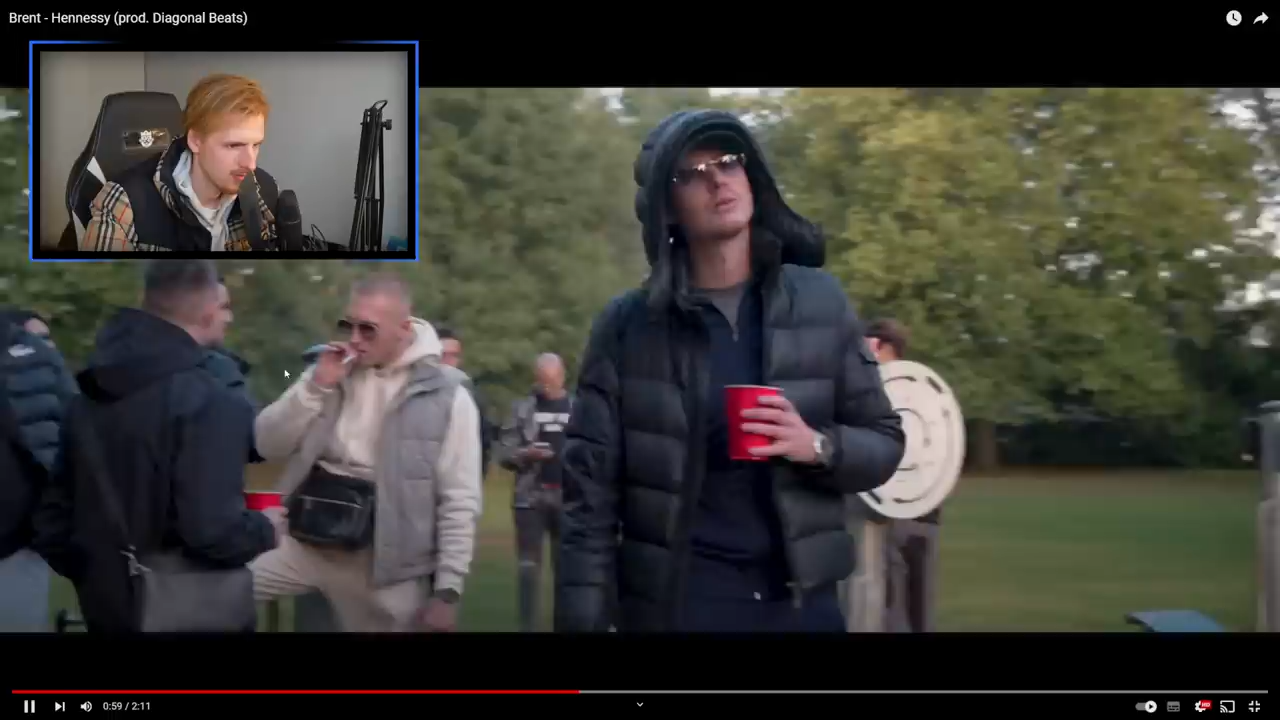 Brent - Hennessy (prod. Diagonal Beats)
0:59 / 2:11